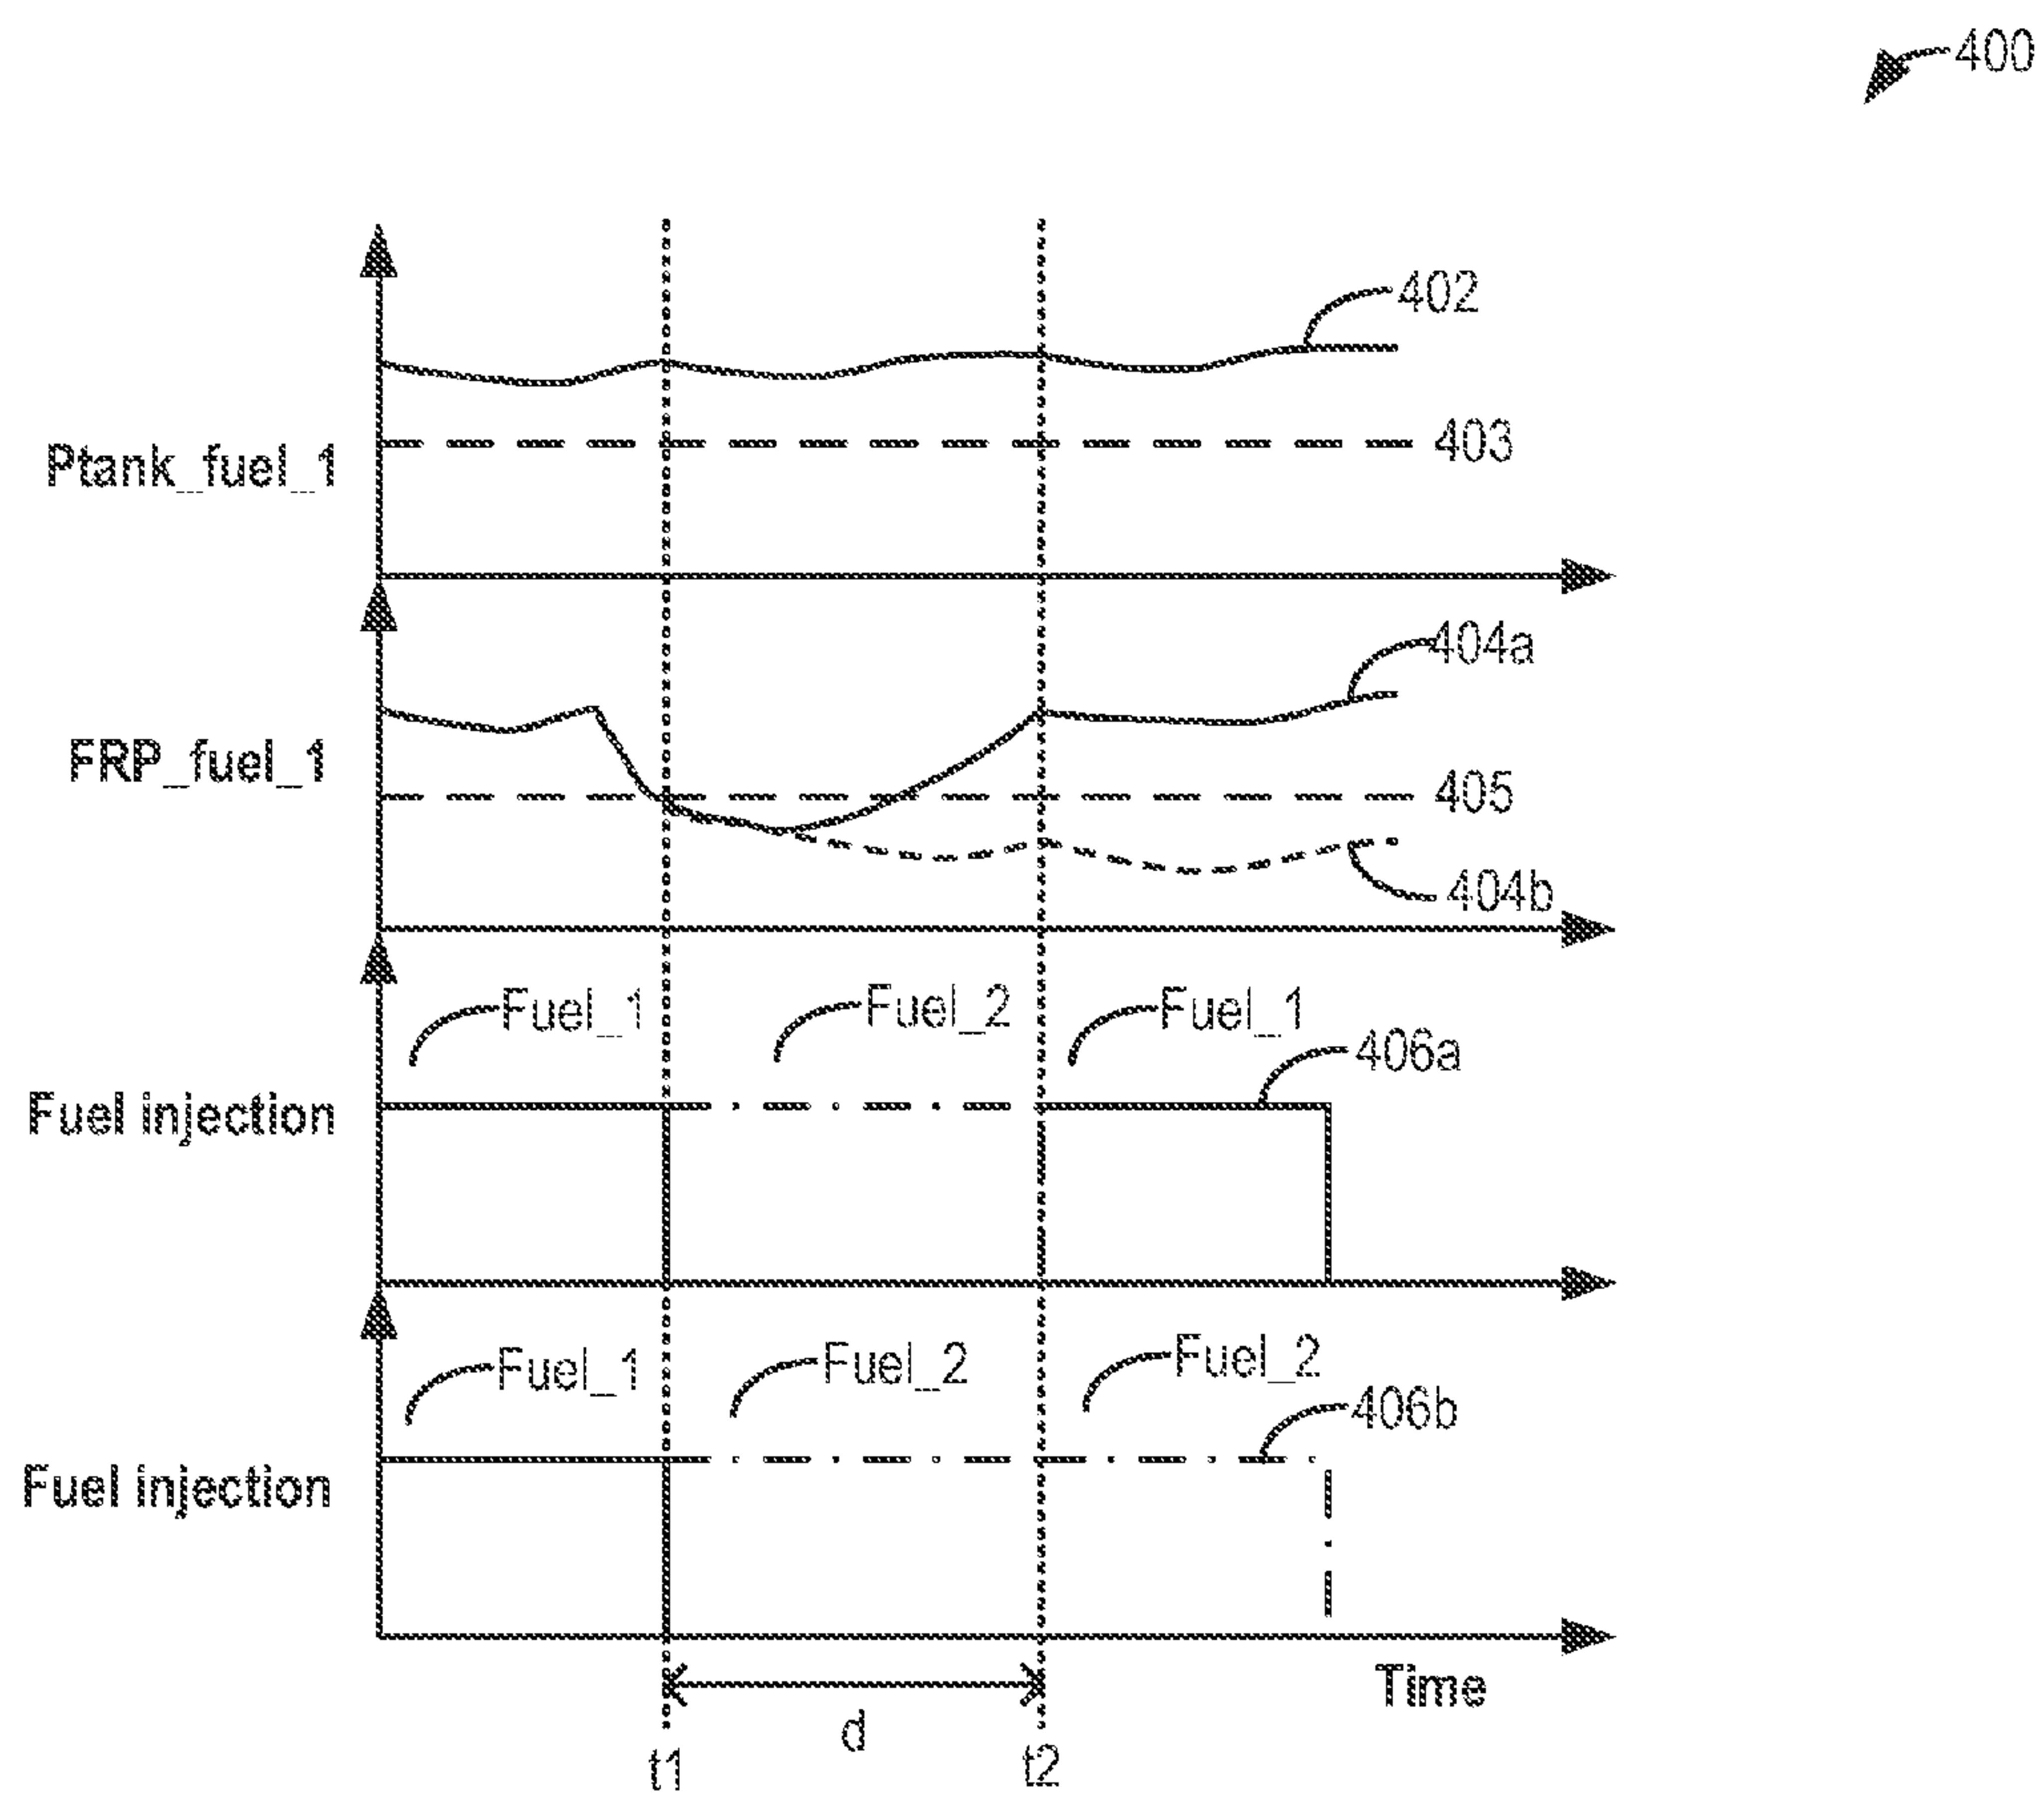 400
402
Ptank_fuel_1
403
404a
FRP_fuel_1
405
404b
Fuel_1
Fuel_2
Fuel_1
406a
Fuel injection
Fuel_1
Fuel_2
Fuel_2
406b
Fuel injection
Time
d
t1
t2